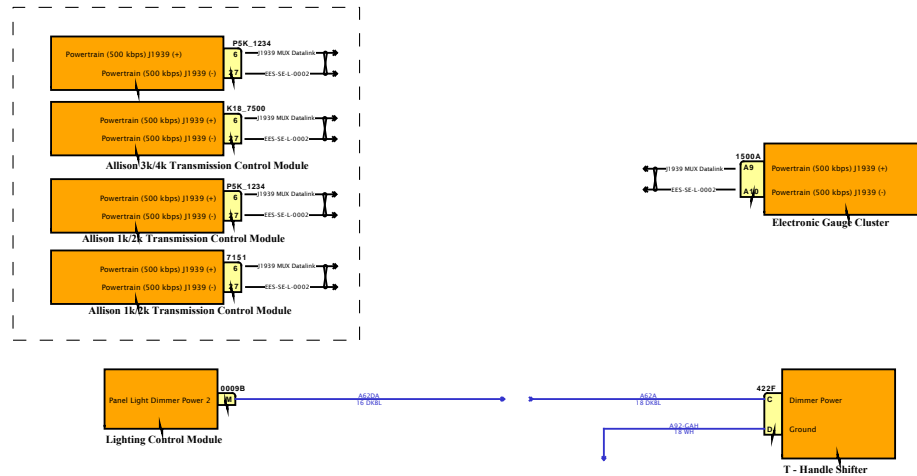 P5K_1234
Powertrain (500 kbps) J1939 (+)
6
J1939 MUX Datalink
Powertrain (500 kbps) J1939 (-)
27
EES-SE-L-0002
K18_7500
Powertrain (500 kbps) J1939 (+)
6
J1939 MUX Datalink
Powertrain (500 kbps) J1939 (-)
27
EES-SE-L-0002
Allison 3k/4k Transmission Control Module
P5K_1234
Powertrain (500 kbps) J1939 (+)
6
J1939 MUX Datalink
Powertrain (500 kbps) J1939 (-)
27
EES-SE-L-0002
Allison 1k/2k Transmission Control Module
7151
Powertrain (500 kbps) J1939 (+)
6
J1939 MUX Datalink
Powertrain (500 kbps) J1939 (-)
27
EES-SE-L-0002
Allison 1k/2k Transmission Control Module
1500A
J1939 MUX Datalink
A9
Powertrain (500 kbps) J1939 (+)
EES-SE-L-0002
A10
Powertrain (500 kbps) J1939 (-)
Electronic Gauge Cluster
0009B
Panel Light Dimmer Power 2
M
A62DA
16 DKBL
Lighting Control Module
422F
A62A
18 DKBL
C
Dimmer Power
A92-GAH
18 WH
D
Ground
T - Handle Shifter